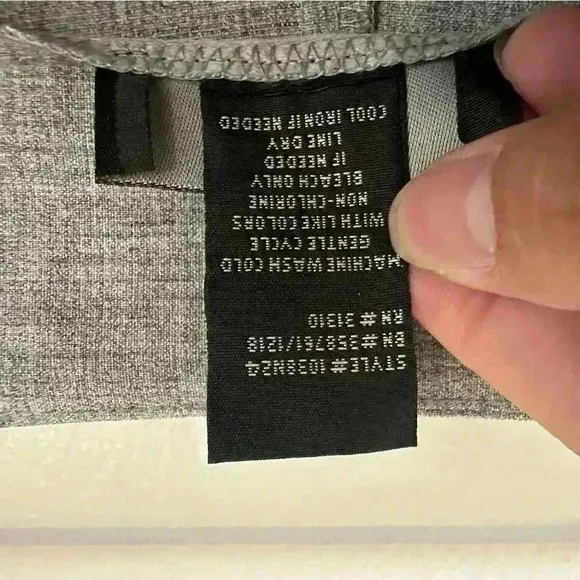 STYLE# 1038N24
BN #358761/1218
RN# 31310
MACHINE WASH COLD
GENTLE CYCLE
WITH LIKE COLORS
NON-CHLORINE
BLEACH ONLY
IF NEEDED
LINE DRY
COOL IRON IF NEEDED